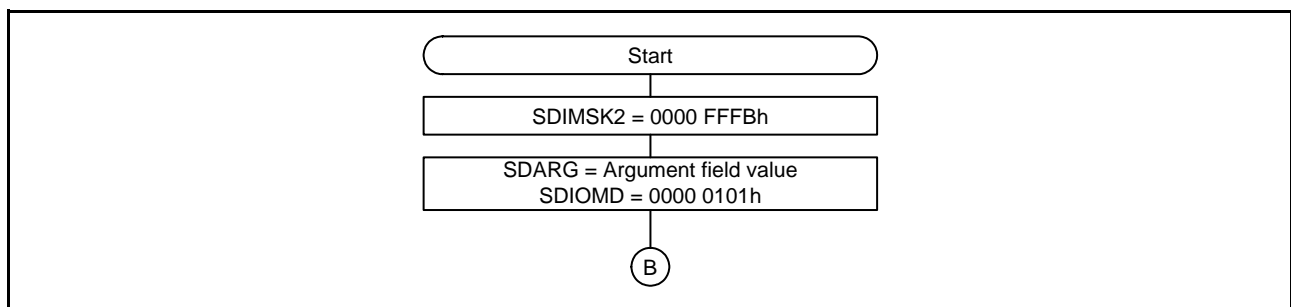 Start
SDIMSK2 = 0000 FFFBh
SDARG = Argument field value
SDIOMD = 0000 0101h
B